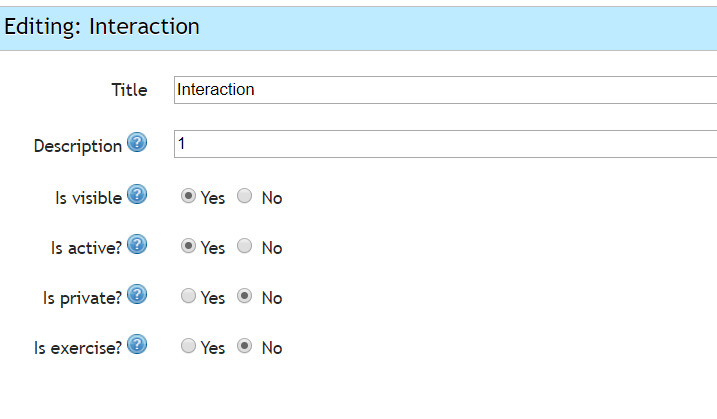 Editing: Interaction
Title Interaction
Description ? 1
Is visible ? Yes No
Is active? ? Yes No
Is private? ? Yes No
Is exercise? ? Yes No